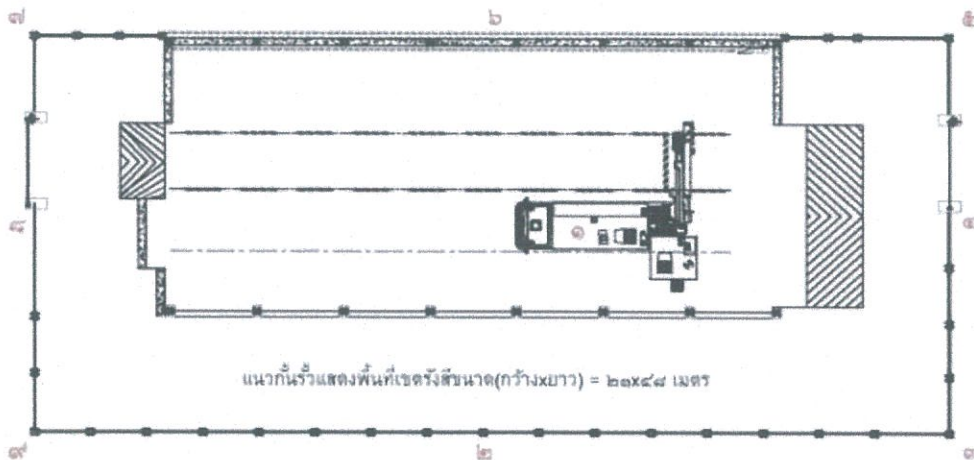 ๗ ๖ ๕
๑
แนวกั้นรั้วแสดงพื้นที่เขตรังสีขนาด(กว้างxยาว) = ๒๑x๔๘ เมตร
๙ ๒ ๓